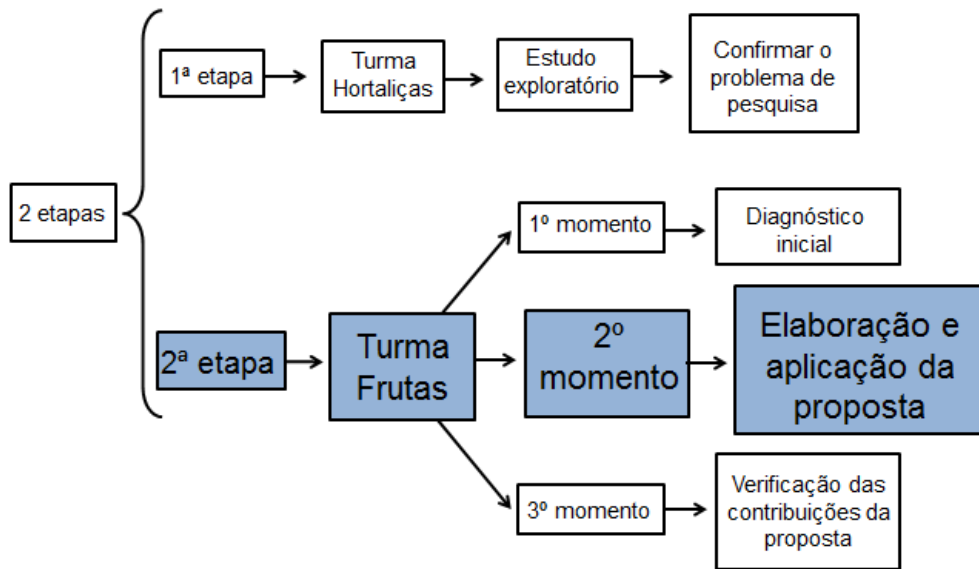 2 etapas
1ª etapa
Turma
Hortaliças
Estudo
exploratório
Confirmar o
problema de
pesquisa
2ª etapa
Turma
Frutas
1º momento
Diagnóstico
inicial
2º
momento
Elaboração e
aplicação da
proposta
3º momento
Verificação das
contribuições da
proposta